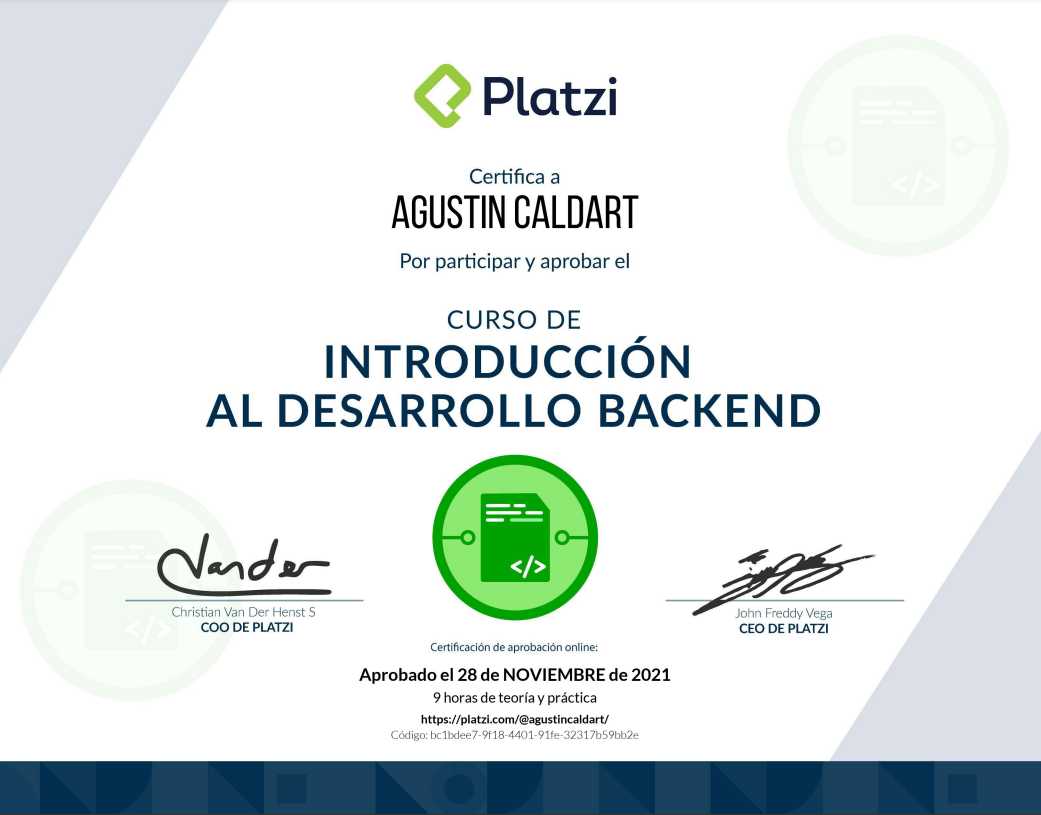 Platzi
Certifica a
AGUSTIN CALDART
Por participar y aprobar el
CURSO DE
INTRODUCCIÓN
AL DESARROLLO BACKEND
</>
</>
</>
Vander
Christian Van Der Henst S
COO DE PLATZI
John Freddy Vega
CEO DE PLATZI
Certificación de aprobación online:
Aprobado el 28 de NOVIEMBRE de 2021
9 horas de teoría y práctica
https://platzi.com/@agustincaldart/
Código: bc1bdee7-9f18-4401-91fe-32317b59bb2e